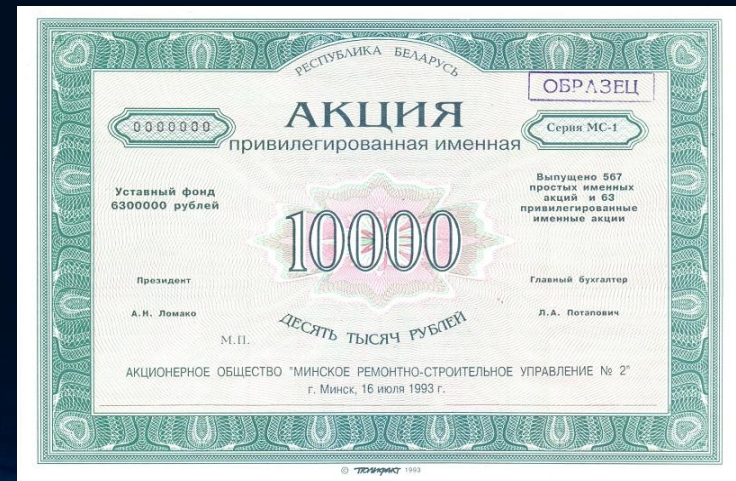 РЕСПУБЛИКА БЕЛАРУСЬ
ОБРАЗЕЦ
АКЦИЯ
0000000
Серия МС-1
привилегированная именная
Уставный фонд
6300000 рублей
Выпущено 567
простых именных
акций и 63
привилегированные
именные акции
10000
Президент
Главный бухгалтер
А.Н. Ломако
Л.А. Потапович
М.П.
ДЕСЯТЬ ТЫСЯЧ РУБЛЕЙ
АКЦИОНЕРНОЕ ОБЩЕСТВО "МИНСКОЕ РЕМОНТНО-СТРОИТЕЛЬНОЕ УПРАВЛЕНИЕ № 2"
г. Минск, 16 июля 1993 г.
© ПОЛИФАКТ 1993